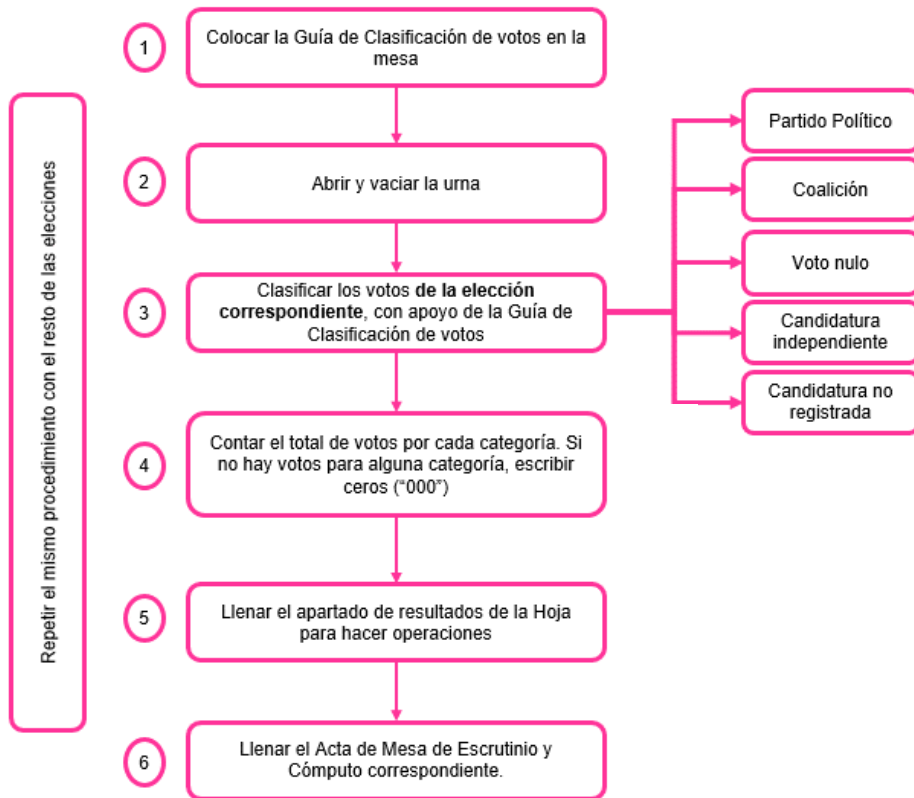 1
Colocar la Guía de Clasificación de votos en la
mesa
Repetir el mismo procedimiento con el resto de las elecciones
2
Abrir y vaciar la urna
3
Clasificar los votos de la elección
correspondiente, con apoyo de la Guía de
Clasificación de votos
Partido Político
Coalición
Voto nulo
Candidatura
independiente
Candidatura no
registrada
4
Contar el total de votos por cada categoría. Si
no hay votos para alguna categoría, escribir
ceros (“000”)
5
Llenar el apartado de resultados de la Hoja
para hacer operaciones
6
Llenar el Acta de Mesa de Escrutinio y
Cómputo correspondiente.